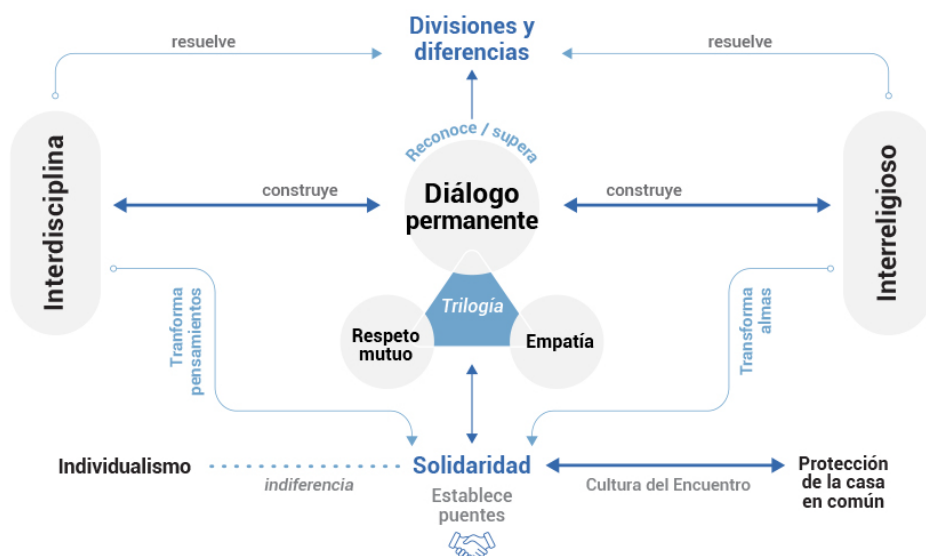 Divisiones y
diferencias
resuelve
resuelve
Reconoce / supera
Interdisciplina
construye
Diálogo
permanente
construye
Interreligioso
Trilogía
Respeto
mutuo
Empatía
Tranforma
pensamientos
Transforma
almas
Individualismo
indiferencia
Solidaridad
Establece
puentes
Cultura del Encuentro
Protección
de la casa
en común